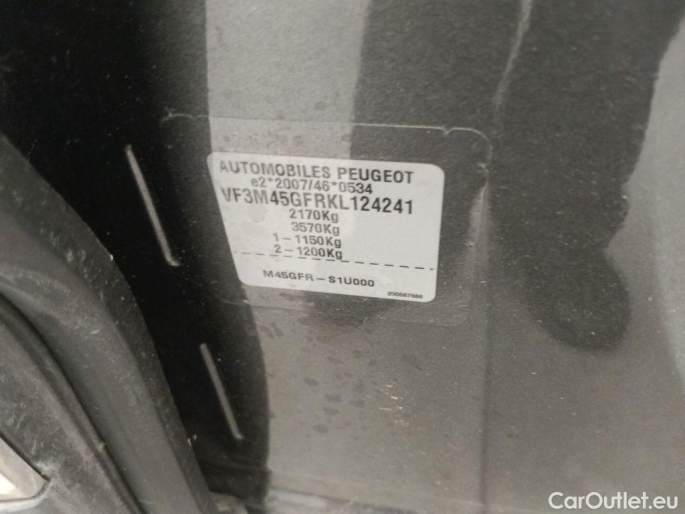 AUTOMOBILES PEUGEOT
e2*2007/46*0534
VF3M45GFRKL124241
2170Kg
3570Kg
1-1150Kg
2-1200Kg
M45GFR-S1U000
CarOutlet.eu